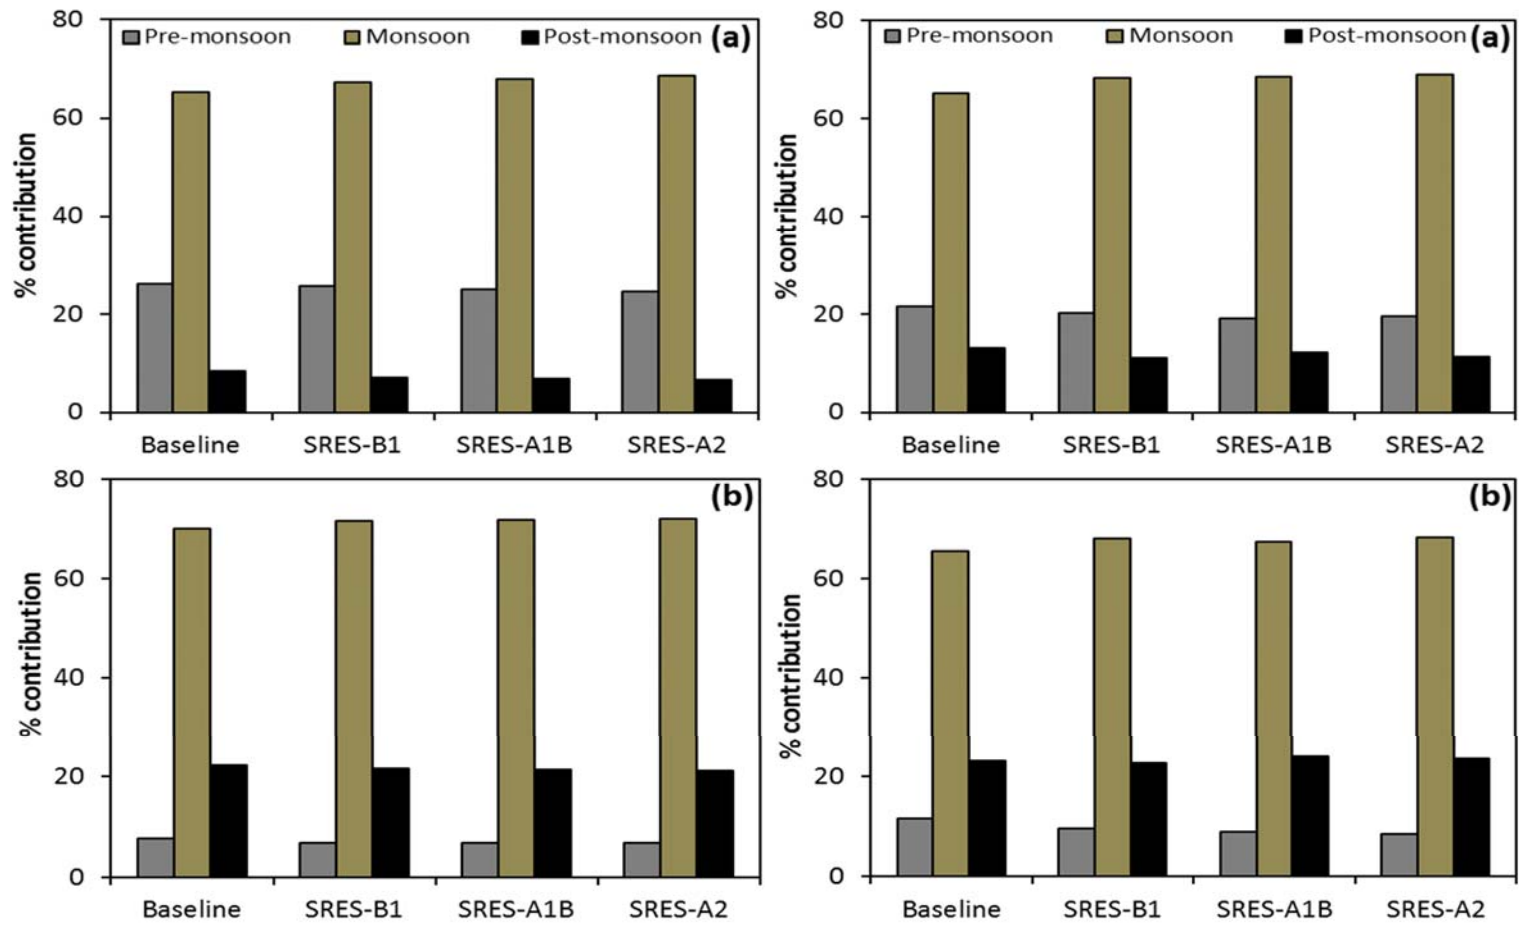 80
Pre-monsoon Monsoon Post-monsoon (a)
60
40
20
0
% contribution
Baseline SRES-B1 SRES-A1B SRES-A2
80
Pre-monsoon Monsoon Post-monsoon (a)
60
40
20
0
% contribution
Baseline SRES-B1 SRES-A1B SRES-A2
80
(b)
60
40
20
0
% contribution
Baseline SRES-B1 SRES-A1B SRES-A2
80
(b)
60
40
20
0
% contribution
Baseline SRES-B1 SRES-A1B SRES-A2